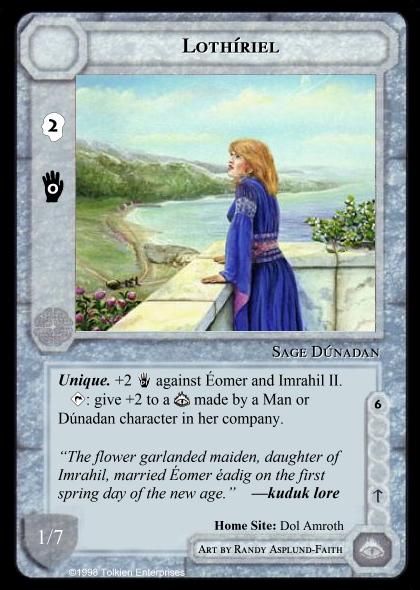 LOTHÍRIEL
2
SAGE DÚNADAN
Unique. +2 against Éomer and Imrahil II.
: give +2 to a made by a Man or
Dúnadan character in her company.
6
“The flower garlanded maiden, daughter of
Imrahil, married Éomer éadig on the first
spring day of the new age.” —kuduk lore
Home Site: Dol Amroth
1/7
ART BY RANDY ASPLUND-FAITH
©1998 Tolkien Enterprises